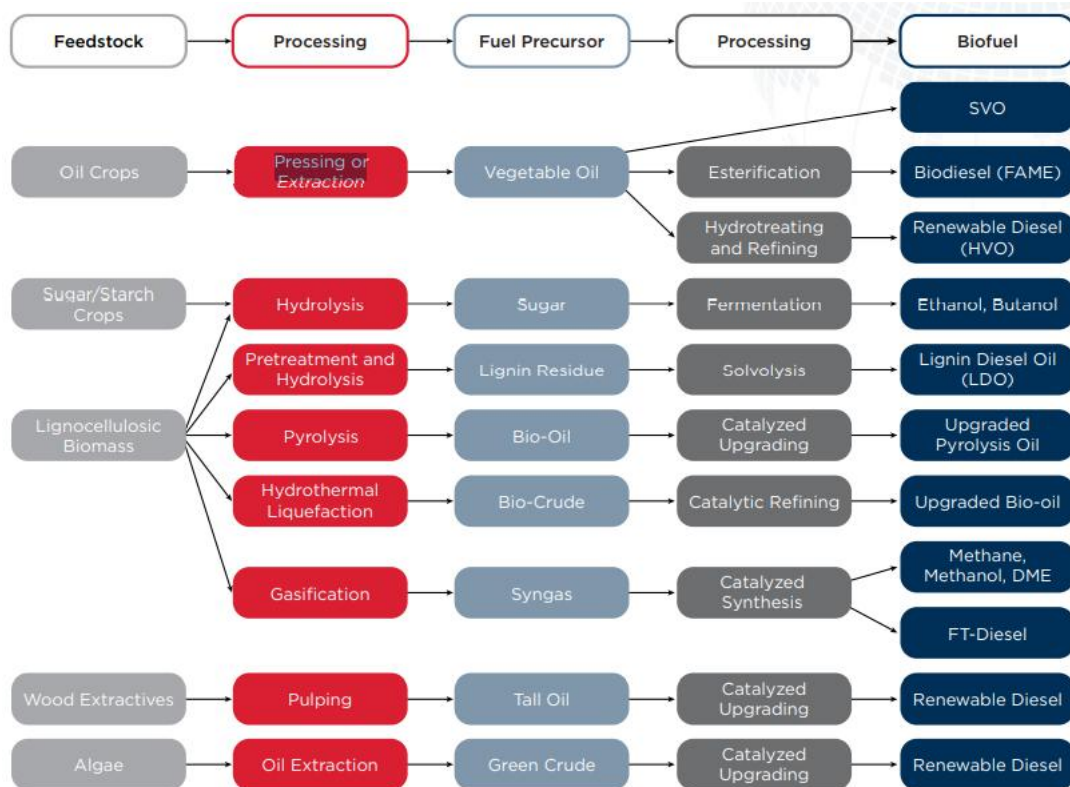 Feedstock
Processing
Fuel Precursor
Processing
Biofuel
SVO
Oil Crops
Pressing or
Extraction
Vegetable Oil
Esterification
Biodiesel (FAME)
Hydrotreating
and Refining
Renewable Diesel
(HVO)
Sugar/Starch
Crops
Hydrolysis
Sugar
Fermentation
Ethanol, Butanol
Pretreatment and
Hydrolysis
Lignin Residue
Solvolysis
Lignin Diesel Oil
(LDO)
Lignocellulosic
Biomass
Pyrolysis
Bio-Oil
Catalyzed
Upgrading
Upgraded
Pyrolysis Oil
Hydrothermal
Liquefaction
Bio-Crude
Catalytic Refining
Upgraded Bio-oil
Gasification
Syngas
Catalyzed
Synthesis
Methane,
Methanol, DME
FT-Diesel
Wood Extractives
Pulping
Tall Oil
Catalyzed
Upgrading
Renewable Diesel
Algae
Oil Extraction
Green Crude
Catalyzed
Upgrading
Renewable Diesel